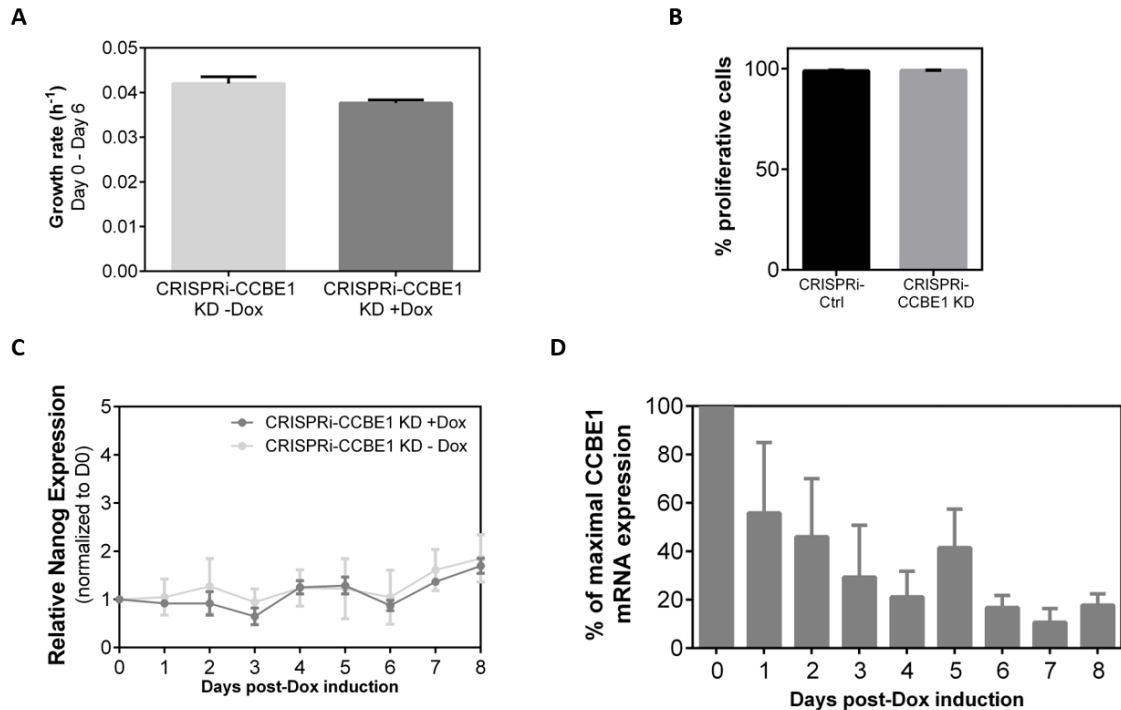 A
Growth rate (h⁻¹)
Day 0 - Day 6
0.05
0.04
0.03
0.02
0.01
0.00
CRISPRi-CCBE1
KD -Dox
CRISPRi-CCBE1
KD +Dox
B
% proliferative cells
100
50
0
CRISPRi-
Ctrl
CRISPRi-
CCBE1 KD
C
Relative Nanog Expression
(normalized to D0)
5
4
3
2
1
0
CRISPRi-CCBE1 KD +Dox
CRISPRi-CCBE1 KD - Dox
0 1 2 3 4 5 6 7 8
Days post-Dox induction
D
% of maximal CCBE1
mRNA expression
100
80
60
40
20
0
0 1 2 3 4 5 6 7 8
Days post-Dox induction